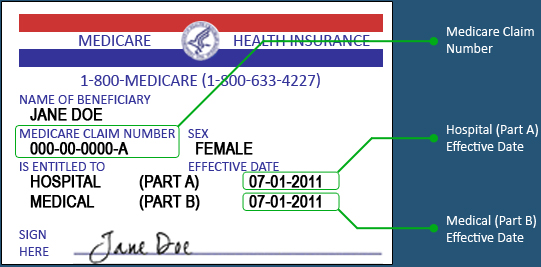 MEDICARE HEALTH INSURANCE
1-800-MEDICARE (1-800-633-4227)
NAME OF BENEFICIARY
JANE DOE
MEDICARE CLAIM NUMBER SEX
000-00-0000-A FEMALE
IS ENTITLED TO EFFECTIVE DATE
HOSPITAL (PART A) 07-01-2011
MEDICAL (PART B) 07-01-2011
SIGN
HERE Jane Doe
Medicare Claim
Number
Hospital (Part A)
Effective Date
Medical (Part B)
Effective Date